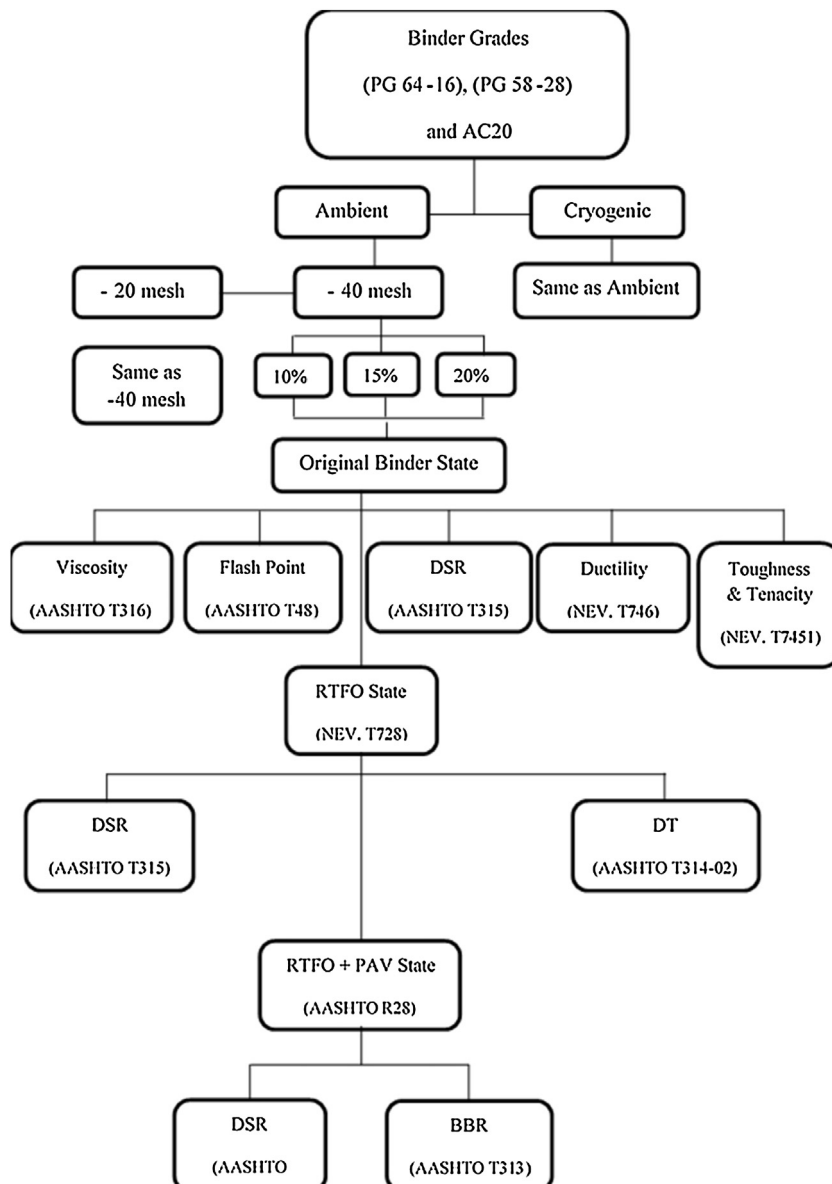 Binder Grades
(PG 64 -16), (PG 58 -28)
and AC20
Ambient
Cryogenic
- 20 mesh
- 40 mesh
Same as Ambient
Same as
-40 mesh
10%
15%
20%
Original Binder State
Viscosity
(AASHTO T316)
Flash Point
(AASHTO T48)
DSR
(AASHTO T315)
Ductility
(NEV. T746)
Toughness
& Tenacity
(NEV. T7451)
RTFO State
(NEV. T728)
DSR
(AASHTO T315)
DT
(AASHTO T314-02)
RTFO + PAV State
(AASHTO R28)
DSR
(AASHTO
BBR
(AASHTO T313)